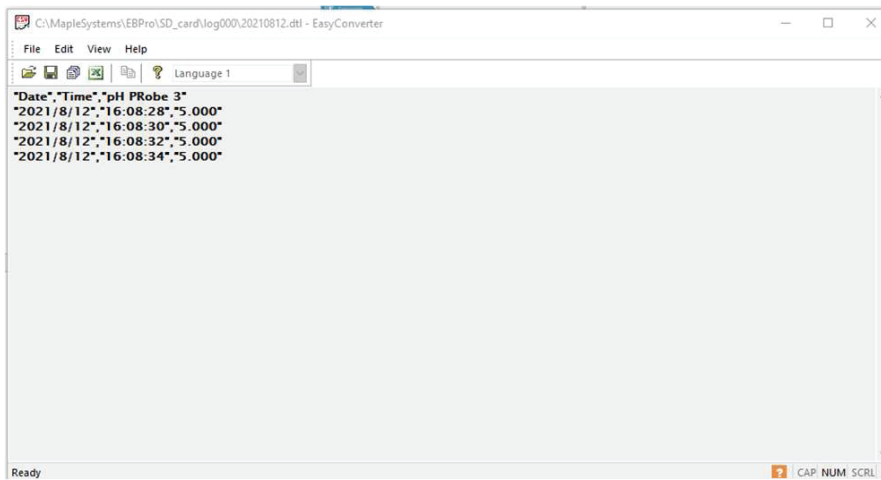 C:\MapleSystems\EBPro\SD_card\log000\20210812.dtl - EasyConverter
File Edit View Help
Language 1
"Date","Time","pH PRobe 3"
"2021/8/12","16:08:28","5.000"
"2021/8/12","16:08:30","5.000"
"2021/8/12","16:08:32","5.000"
"2021/8/12","16:08:34","5.000"
Ready CAP NUM SCRL